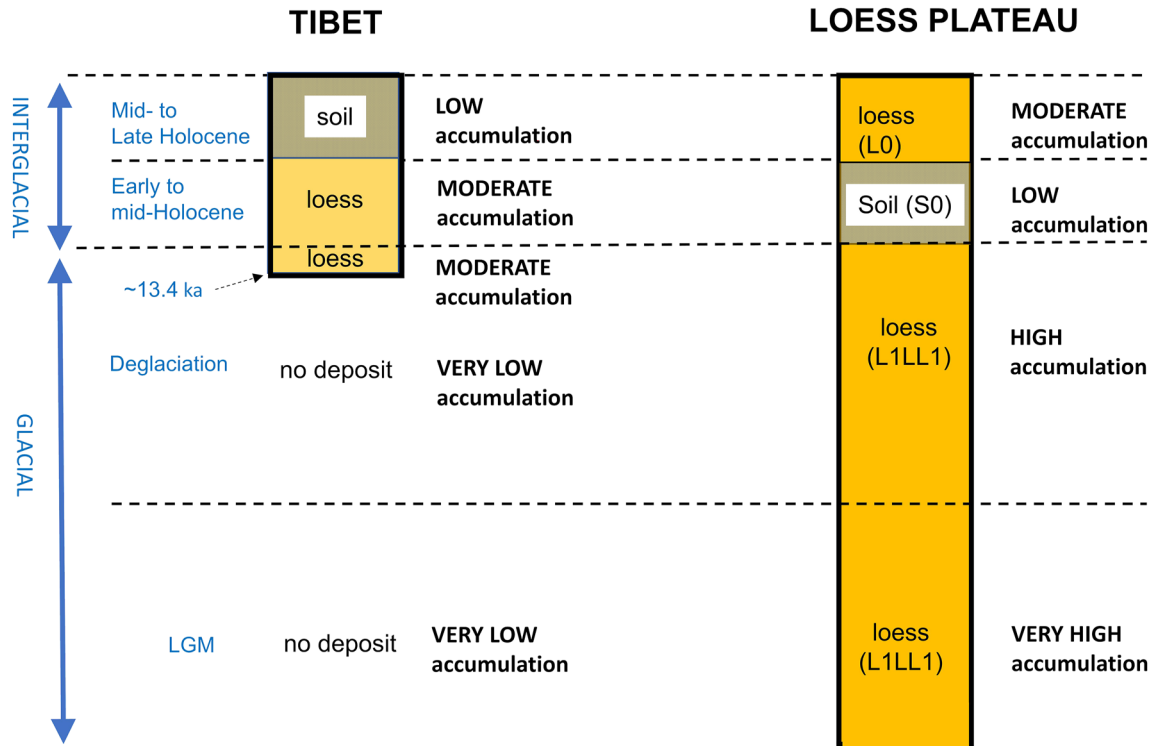 TIBET
LOESS PLATEAU
INTERGLACIAL
Mid- to
Late Holocene
soil
LOW
accumulation
loess
(L0)
MODERATE
accumulation
Early to
mid-Holocene
loess
MODERATE
accumulation
Soil (S0)
LOW
accumulation
loess
MODERATE
accumulation
~13.4 ka
GLACIAL
Deglaciation
no deposit
VERY LOW
accumulation
loess
(L1LL1)
HIGH
accumulation
LGM
no deposit
VERY LOW
accumulation
loess
(L1LL1)
VERY HIGH
accumulation